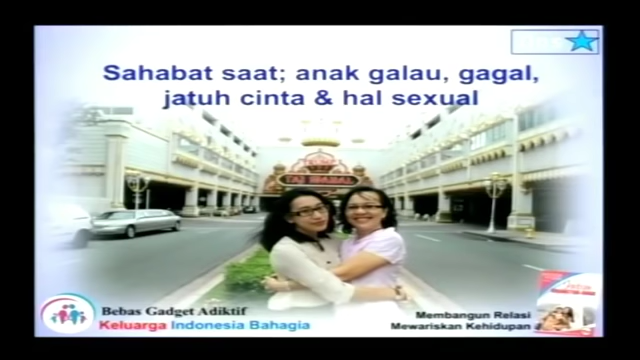 Sahabat saat; anak galau, gagal,
jatuh cinta & hal sexual
TAJ MAHAL
Bebas Gadget Adiktif
Keluarga Indonesia Bahagia
Membangun Relasi
Mewariskan Kehidupan